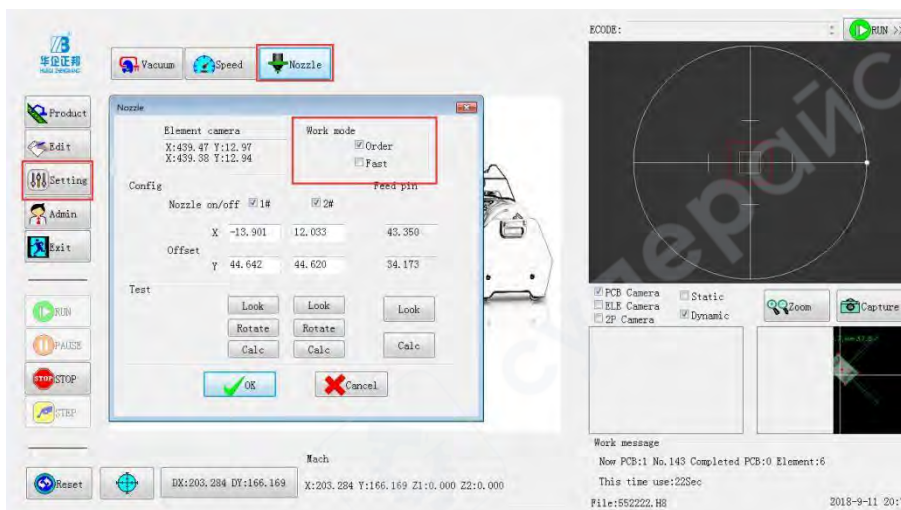 华企正邦
HUAQI ZHENGBANG
Vacuum
Speed
Nozzle
Product
Edit
Setting
Admin
Exit
RUN
PAUSE
STOP STOP
STEP
Reset
Nozzle
Element camera
X:439.47 Y:12.97
X:439.38 Y:12.94
Work mode
Order
Fast
Config
Feed pin
Nozzle on/off 1# 2#
Offset
X -13.901 12.033 43.350
Y 44.642 44.620 34.173
Test
Look Look Look
Rotate Rotate
Calc Calc Calc
OK Cancel
Mach
DX:203.284 DY:166.169
X:203.284 Y:166.169 Z1:0.000 Z2:0.000
ECODE:
RUN >>
PCB Camera
ELE Camera
2P Camera
Static
Dynamic
Zoom
Capture
Work message
Now PCB:1 No.143 Completed PCB:0 Element:6
This time use:22Sec
File:552222.H8
2018-9-11 20:
суперайс